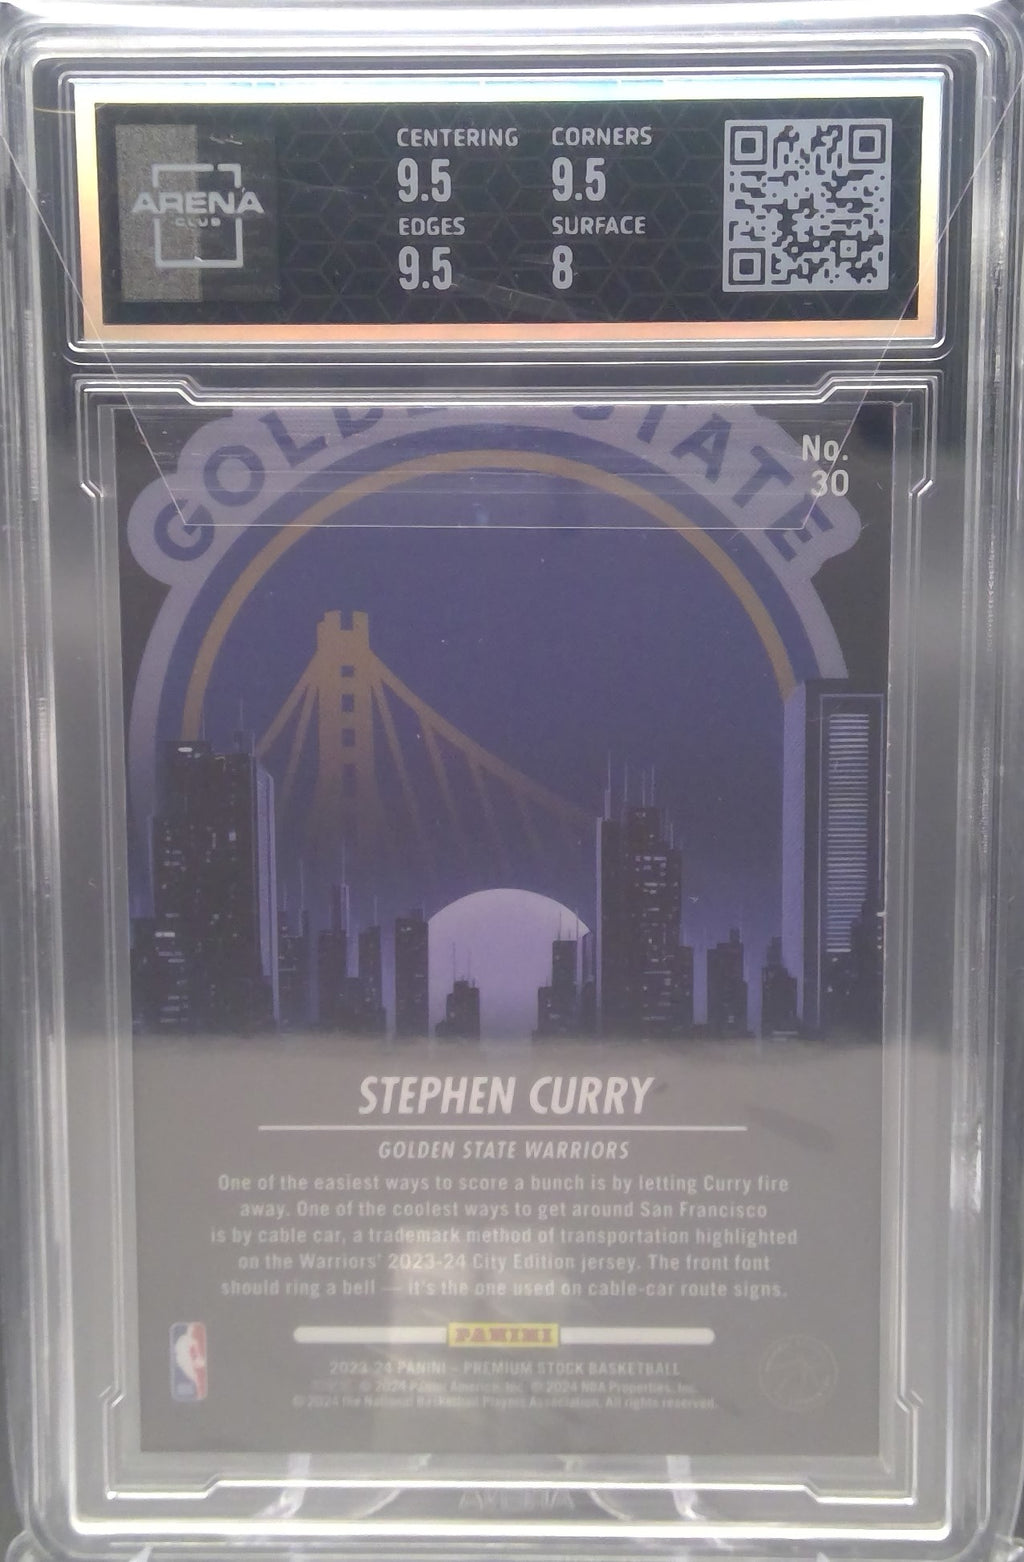 ARENA
CLUB
CENTERING CORNERS
9.5 9.5
EDGES SURFACE
9.5 8
GOLDEN STATE
No.
30
STEPHEN CURRY
GOLDEN STATE WARRIORS
One of the easiest ways to score a bunch is by letting Curry fire
away. One of the coolest ways to get around San Francisco
is by cable car, a trademark method of transportation highlighted
on the Warriors' 2023-24 City Edition jersey. The front font
should ring a bell — it's the one used on cable-car route signs.
PANINI
2023-24 PANINI – PREMIUM STOCK BASKETBALL
© 2024 Panini America, Inc. © 2024 NBA Properties, Inc.
© 2024 the National Basketball Players Association. All rights reserved.
ARENA